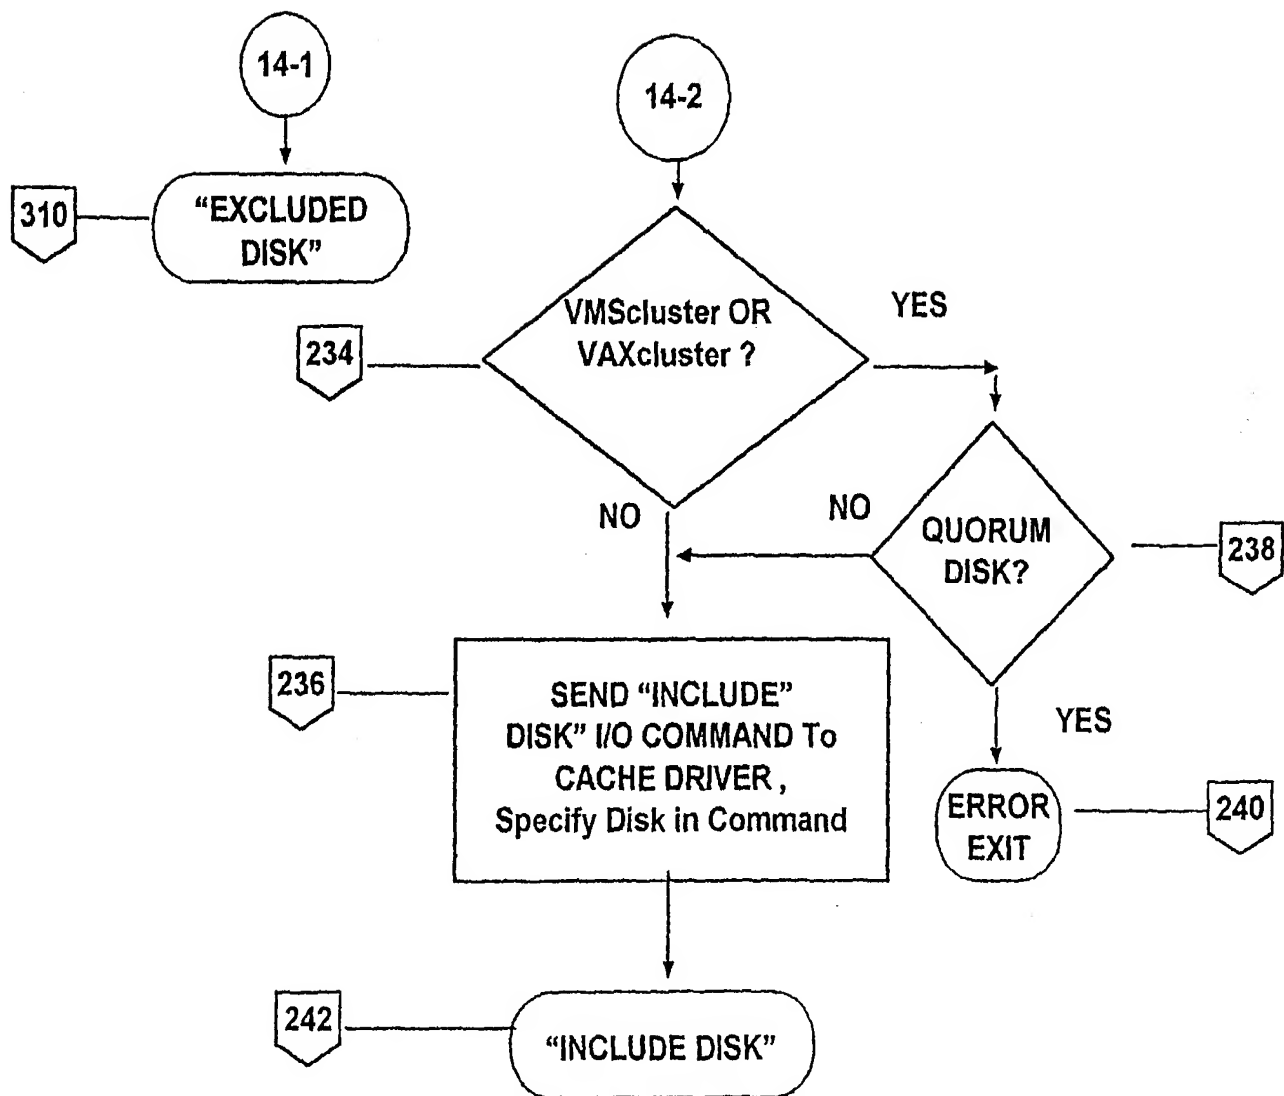 14-1
14-2
310
“EXCLUDED
DISK”
VMScluster OR
VAXcluster ?
YES
234
NO
NO
QUORUM
DISK?
238
236
SEND “INCLUDE”
DISK” I/O COMMAND To
CACHE DRIVER ,
Specify Disk in Command
YES
ERROR
EXIT
240
242
“INCLUDE DISK”